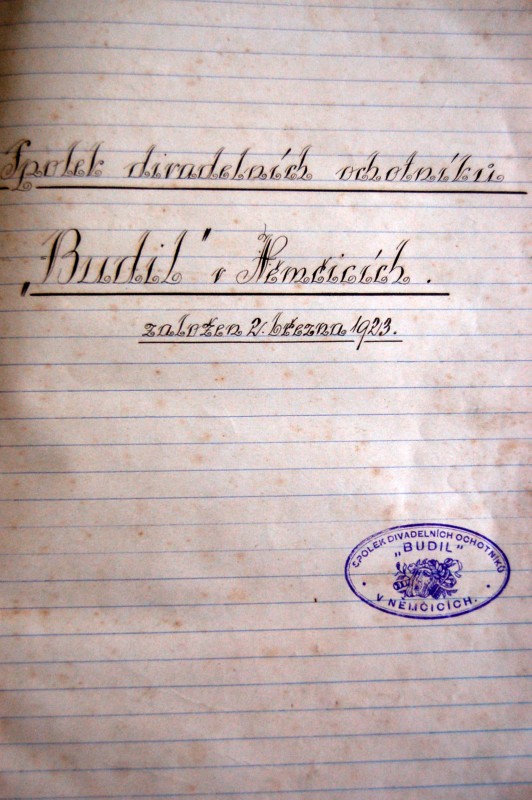 Spolek divadelních ochotníků
„Budil" v Němčicích.
založen 2. března 1923.
SPOLEK DIVADELNÍCH OCHOTNÍKŮ
„BUDIL"
V NĚMČICÍCH.